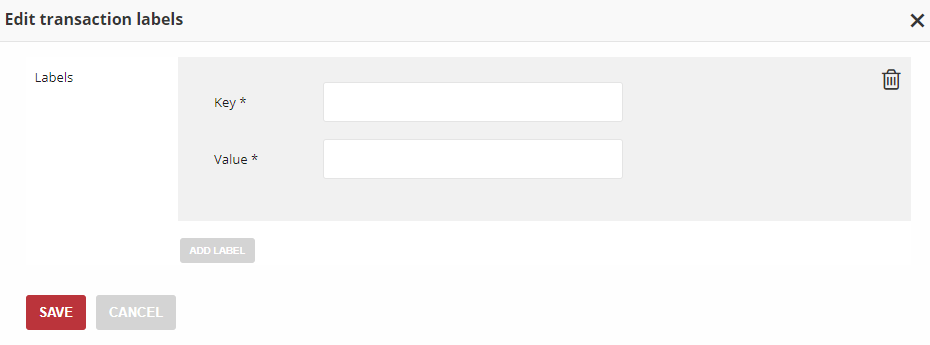 Edit transaction labels
Labels
Key *
Value *
ADD LABEL
SAVE
CANCEL